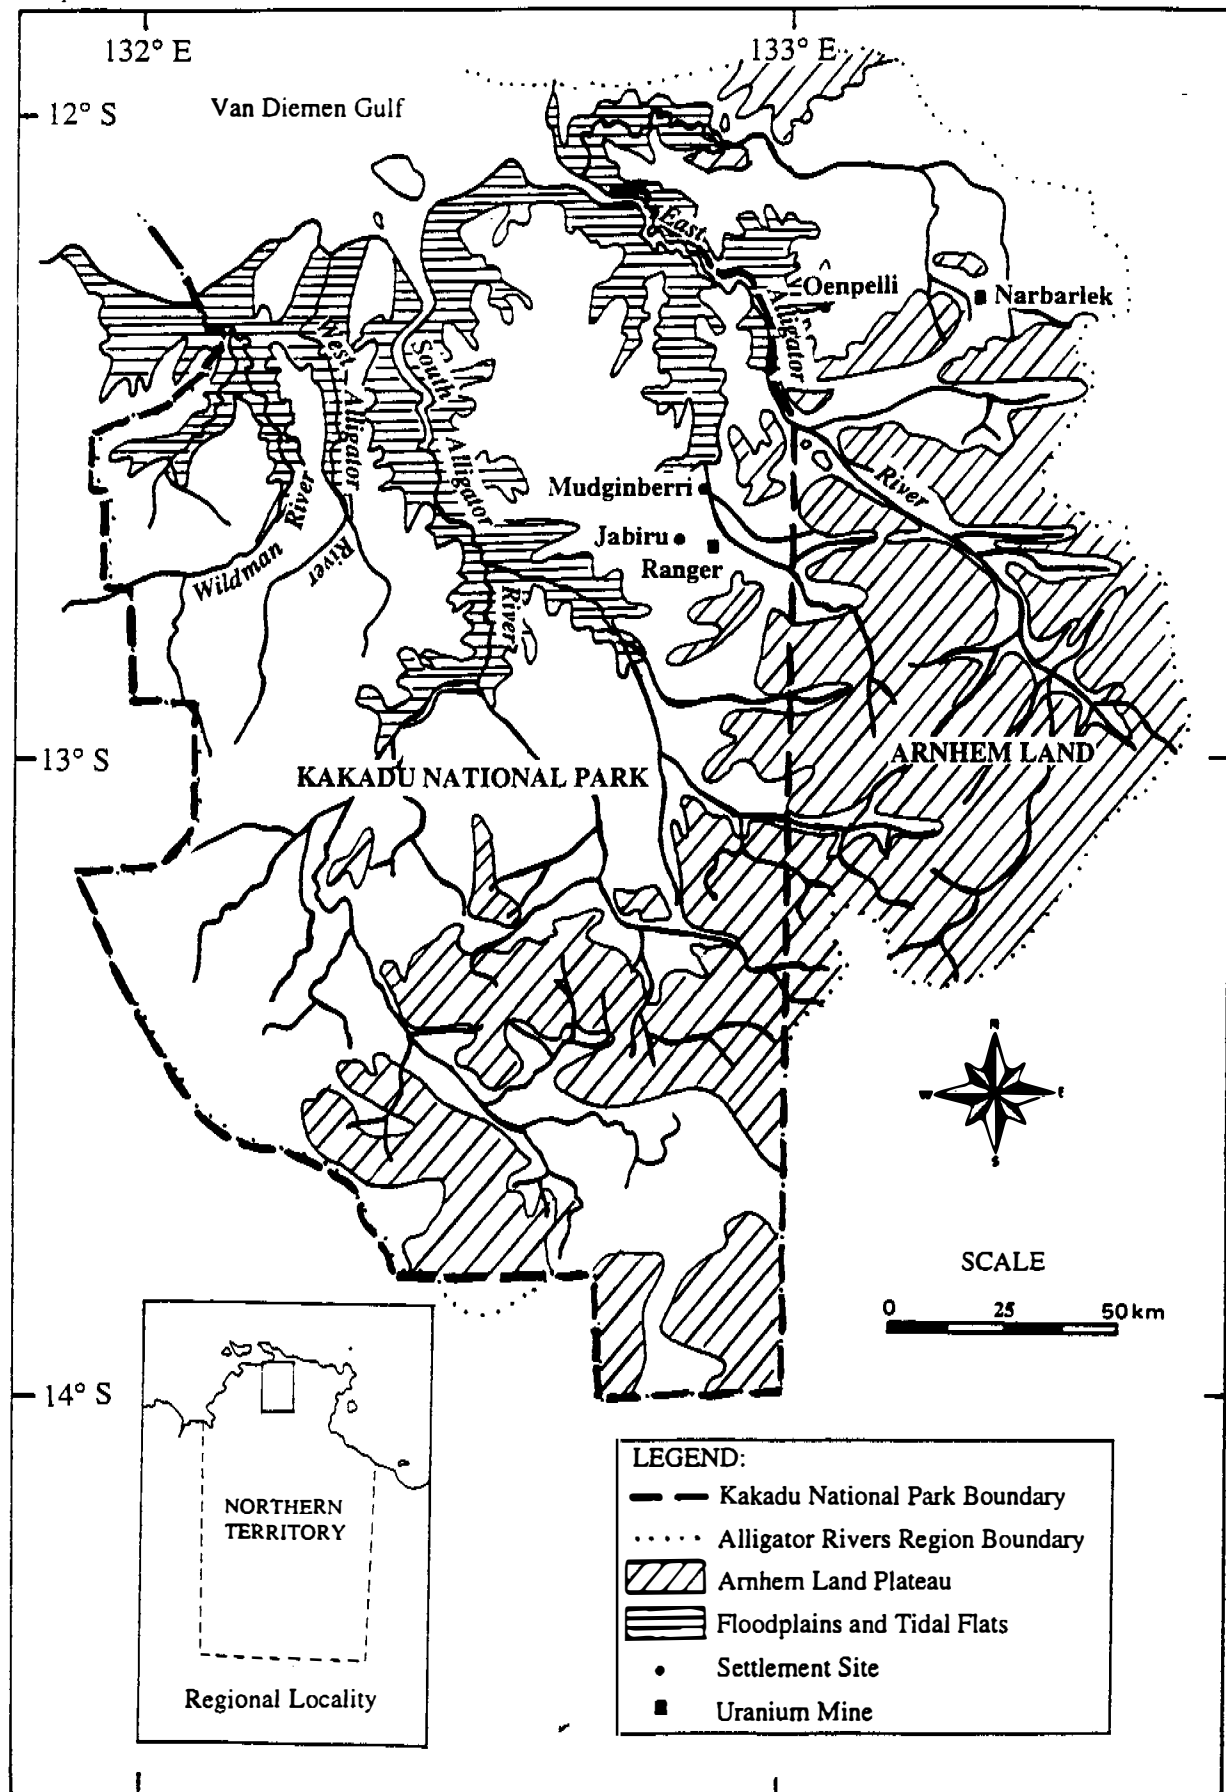 132° E
133° E
12° S
Van Diemen Gulf
East
Alligator
River
Oenpelli
Narbarlek
West
Alligator
River
South
Alligator
River
Mudginberri
Jabiru
Ranger
Wildman
River
13° S
KAKADU NATIONAL PARK
ARNHEM LAND
N
W
E
S
SCALE
0 25 50 km
14° S
NORTHERN
TERRITORY
Regional Locality
LEGEND:
Kakadu National Park Boundary
Alligator Rivers Region Boundary
Arnhem Land Plateau
Floodplains and Tidal Flats
Settlement Site
Uranium Mine